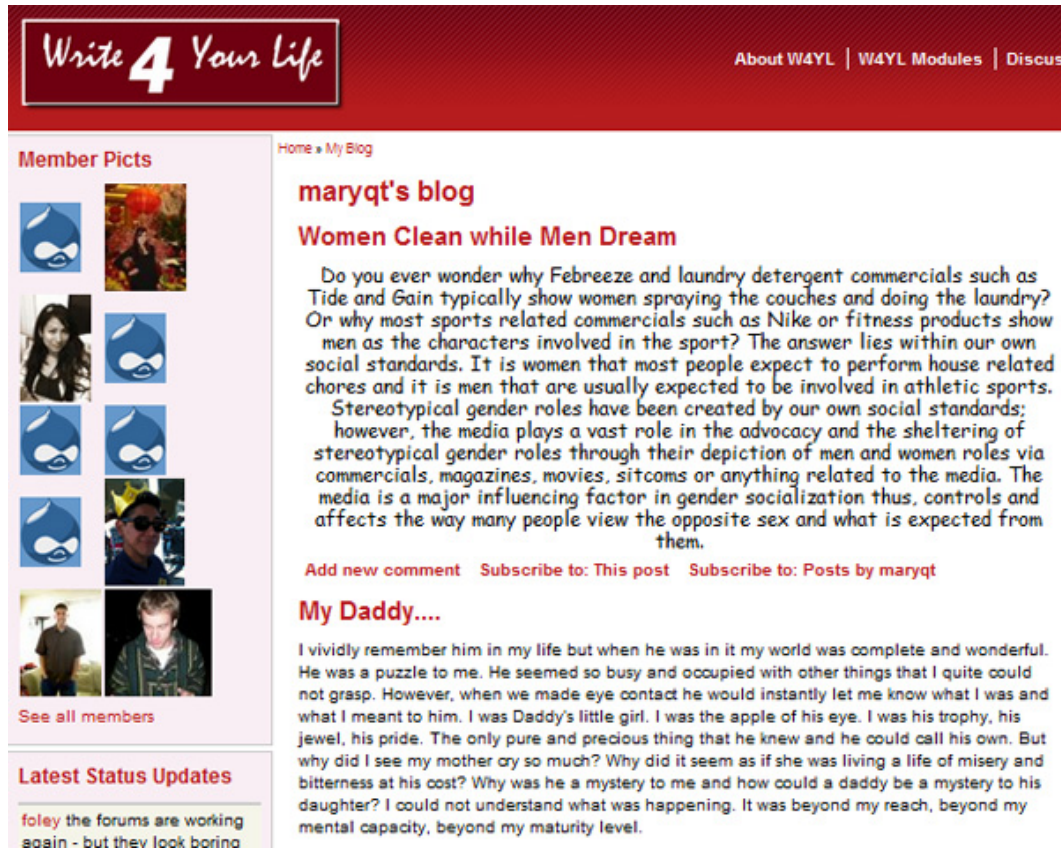 Write 4 Your Life
About W4YL | W4YL Modules | Discus
Member Picts
See all members
Latest Status Updates
foley the forums are working
again - but they look boring
Home » My Blog
maryqt's blog
Women Clean while Men Dream
Do you ever wonder why Febreeze and laundry detergent commercials such as
Tide and Gain typically show women spraying the couches and doing the laundry?
Or why most sports related commercials such as Nike or fitness products show
men as the characters involved in the sport? The answer lies within our own
social standards. It is women that most people expect to perform house related
chores and it is men that are usually expected to be involved in athletic sports.
Stereotypical gender roles have been created by our own social standards;
however, the media plays a vast role in the advocacy and the sheltering of
stereotypical gender roles through their depiction of men and women roles via
commercials, magazines, movies, sitcoms or anything related to the media. The
media is a major influencing factor in gender socialization thus, controls and
affects the way many people view the opposite sex and what is expected from
them.
Add new comment Subscribe to: This post Subscribe to: Posts by maryqt
My Daddy....
I vividly remember him in my life but when he was in it my world was complete and wonderful.
He was a puzzle to me. He seemed so busy and occupied with other things that I quite could
not grasp. However, when we made eye contact he would instantly let me know what I was and
what I meant to him. I was Daddy's little girl. I was the apple of his eye. I was his trophy, his
jewel, his pride. The only pure and precious thing that he knew and he could call his own. But
why did I see my mother cry so much? Why did it seem as if she was living a life of misery and
bitterness at his cost? Why was he a mystery to me and how could a daddy be a mystery to his
daughter? I could not understand what was happening. It was beyond my reach, beyond my
mental capacity, beyond my maturity level.